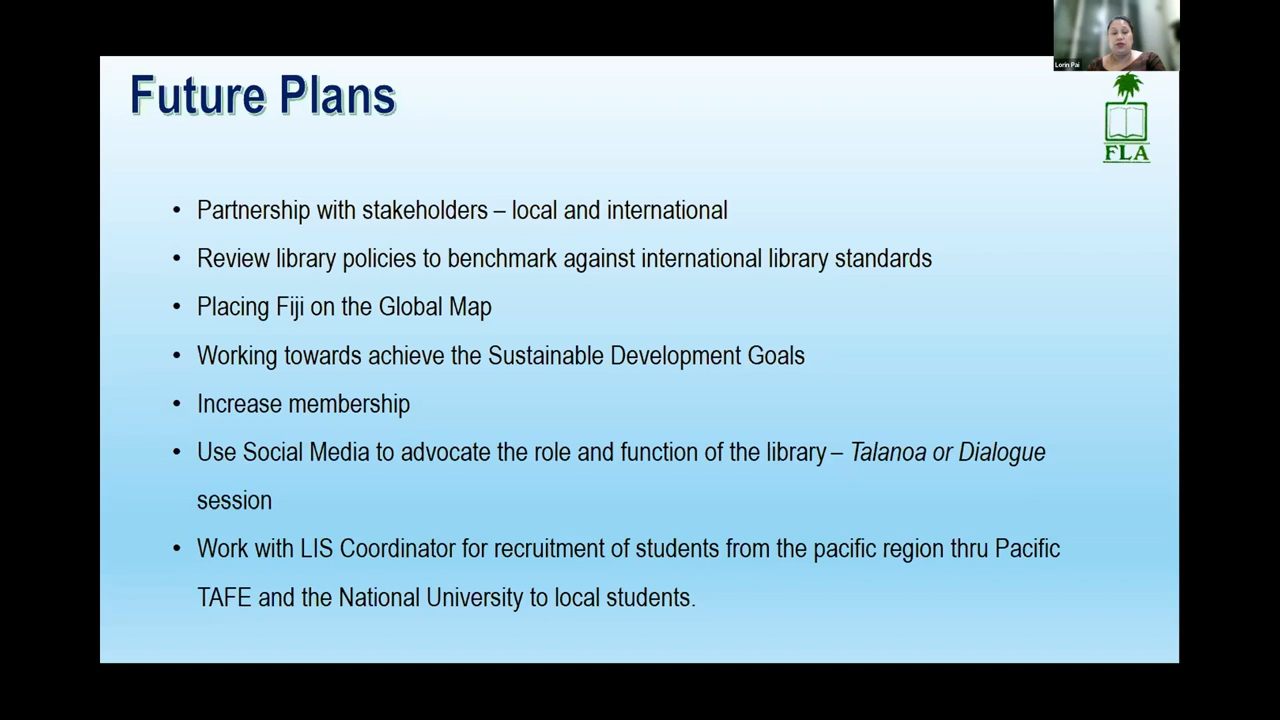 Lorin Pai
Future Plans
FLA
• Partnership with stakeholders – local and international
• Review library policies to benchmark against international library standards
• Placing Fiji on the Global Map
• Working towards achieve the Sustainable Development Goals
• Increase membership
• Use Social Media to advocate the role and function of the library – Talanoa or Dialogue
session
• Work with LIS Coordinator for recruitment of students from the pacific region thru Pacific
TAFE and the National University to local students.